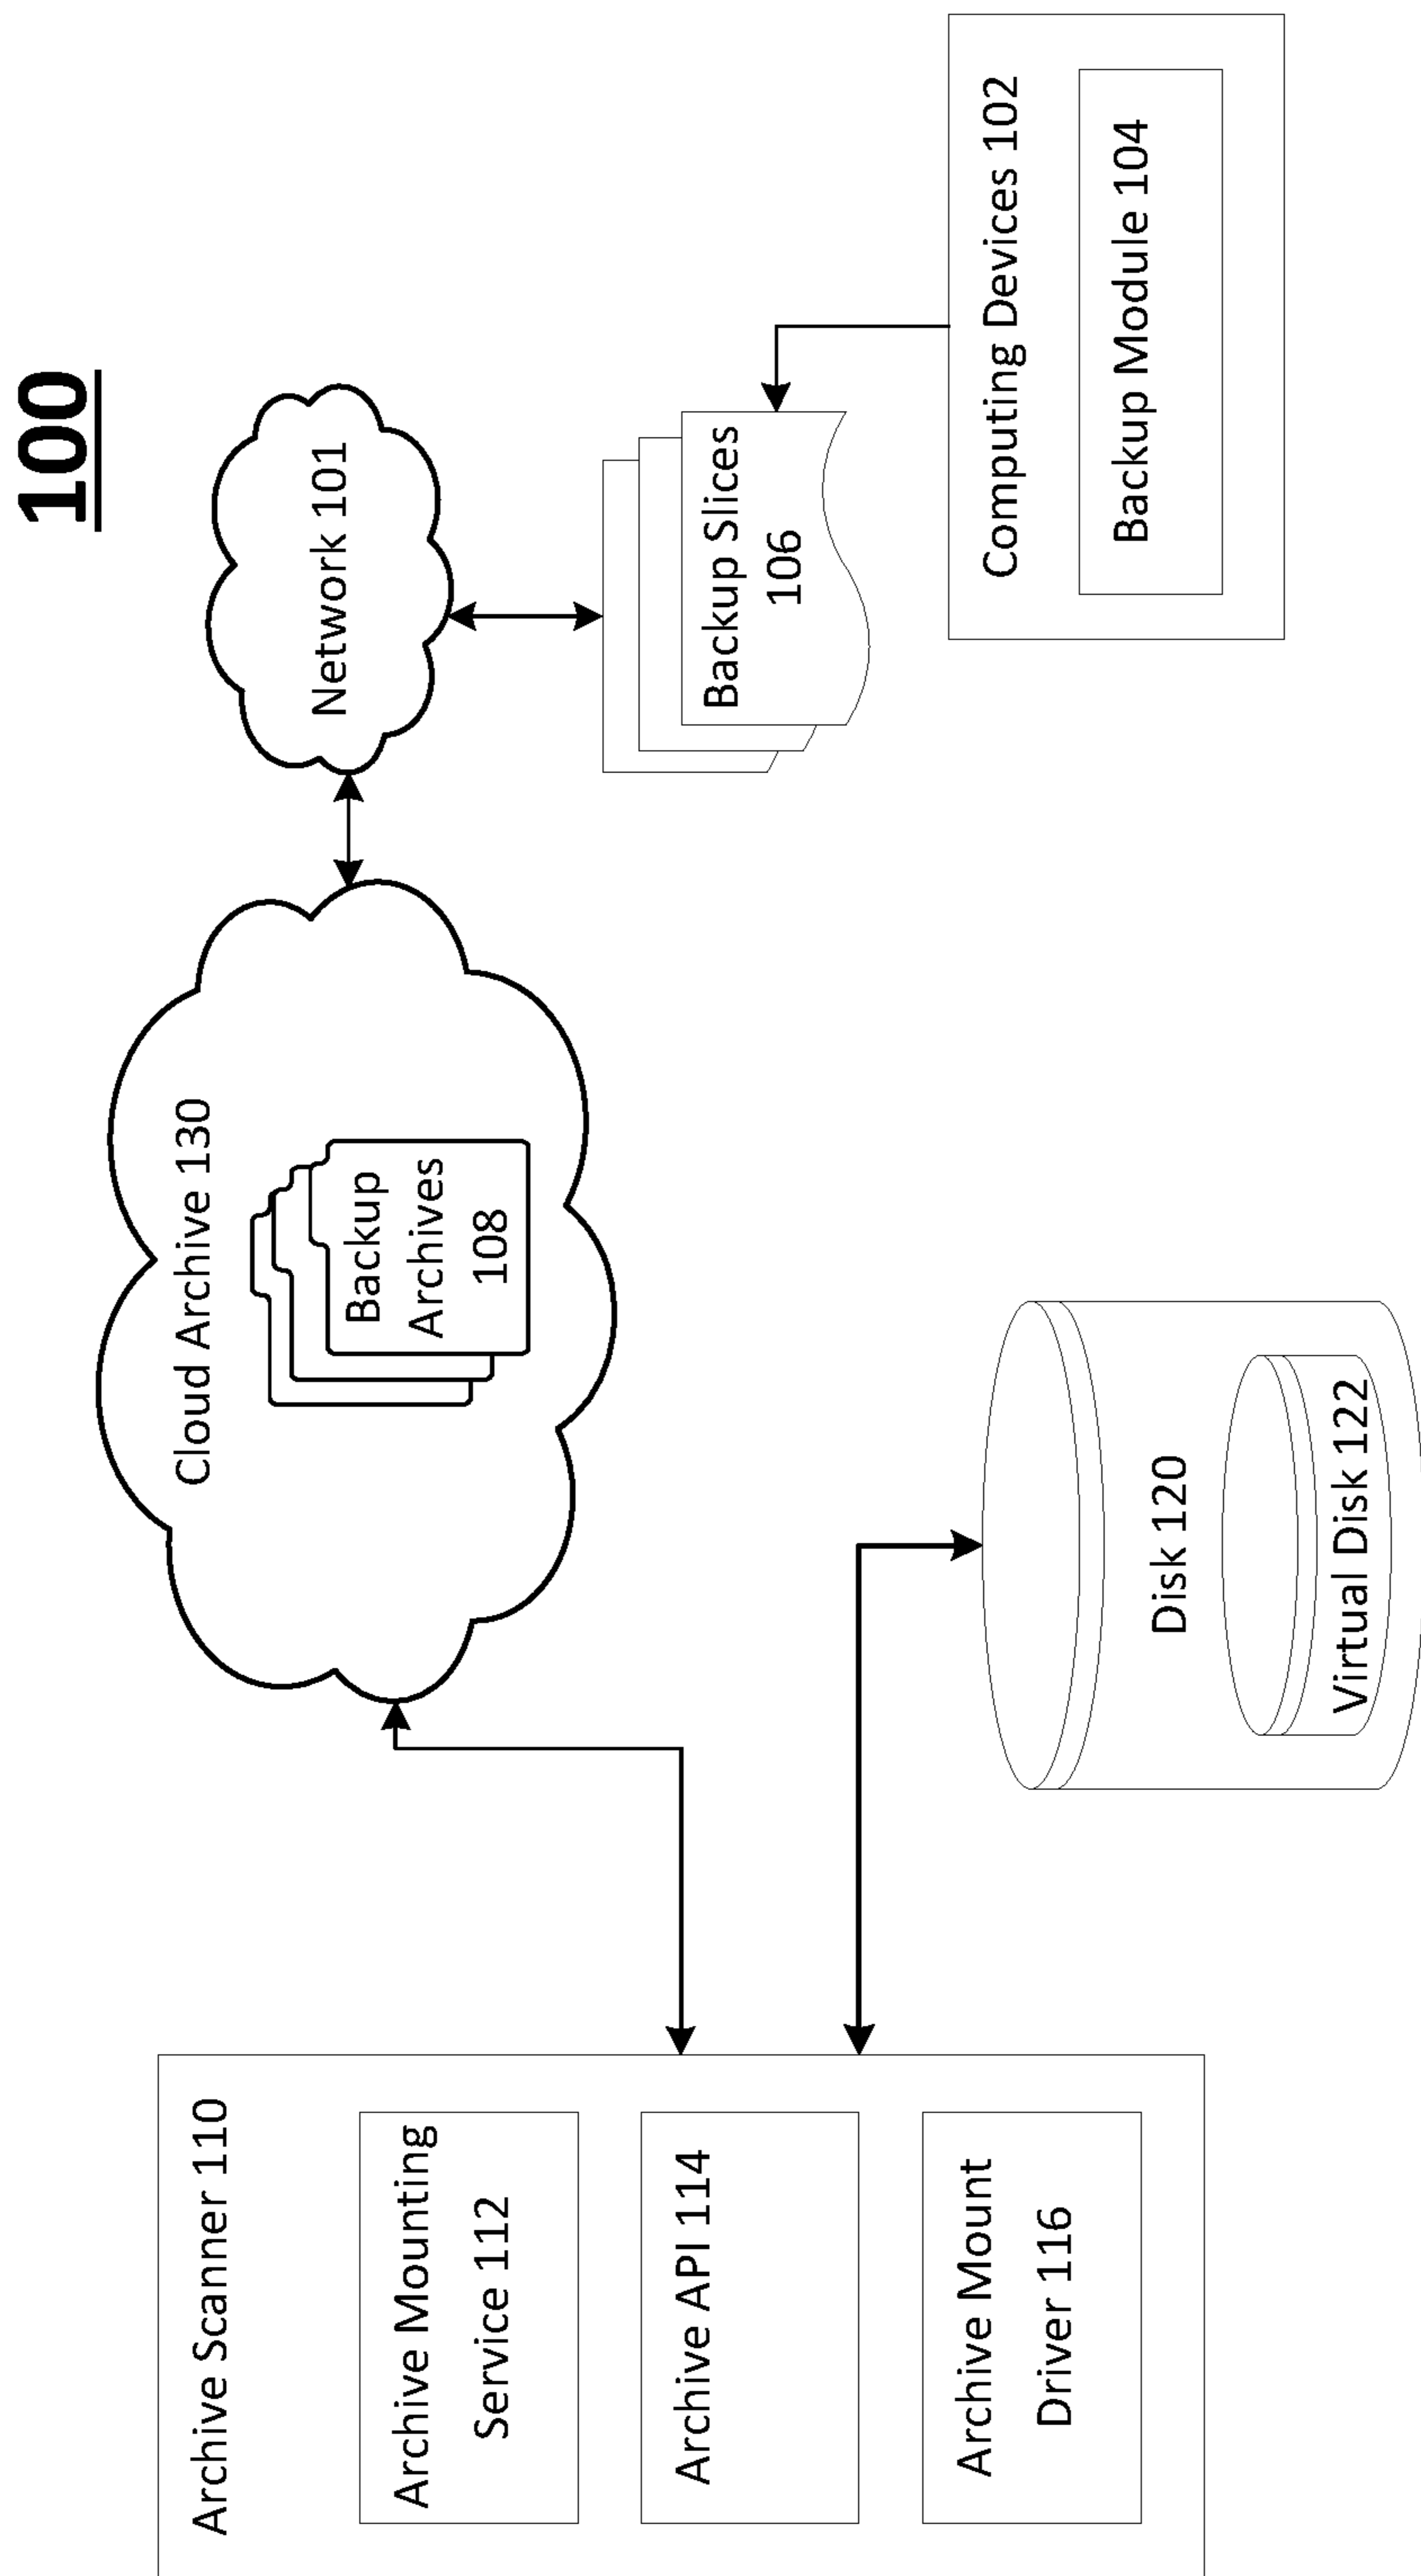 100
Archive Scanner 110
Archive Mounting
Service 112
Archive API 114
Archive Mount
Driver 116
Cloud Archive 130
Backup
Archives
108
Network 101
Backup Slices
106
Disk 120
Virtual Disk 122
Computing Devices 102
Backup Module 104